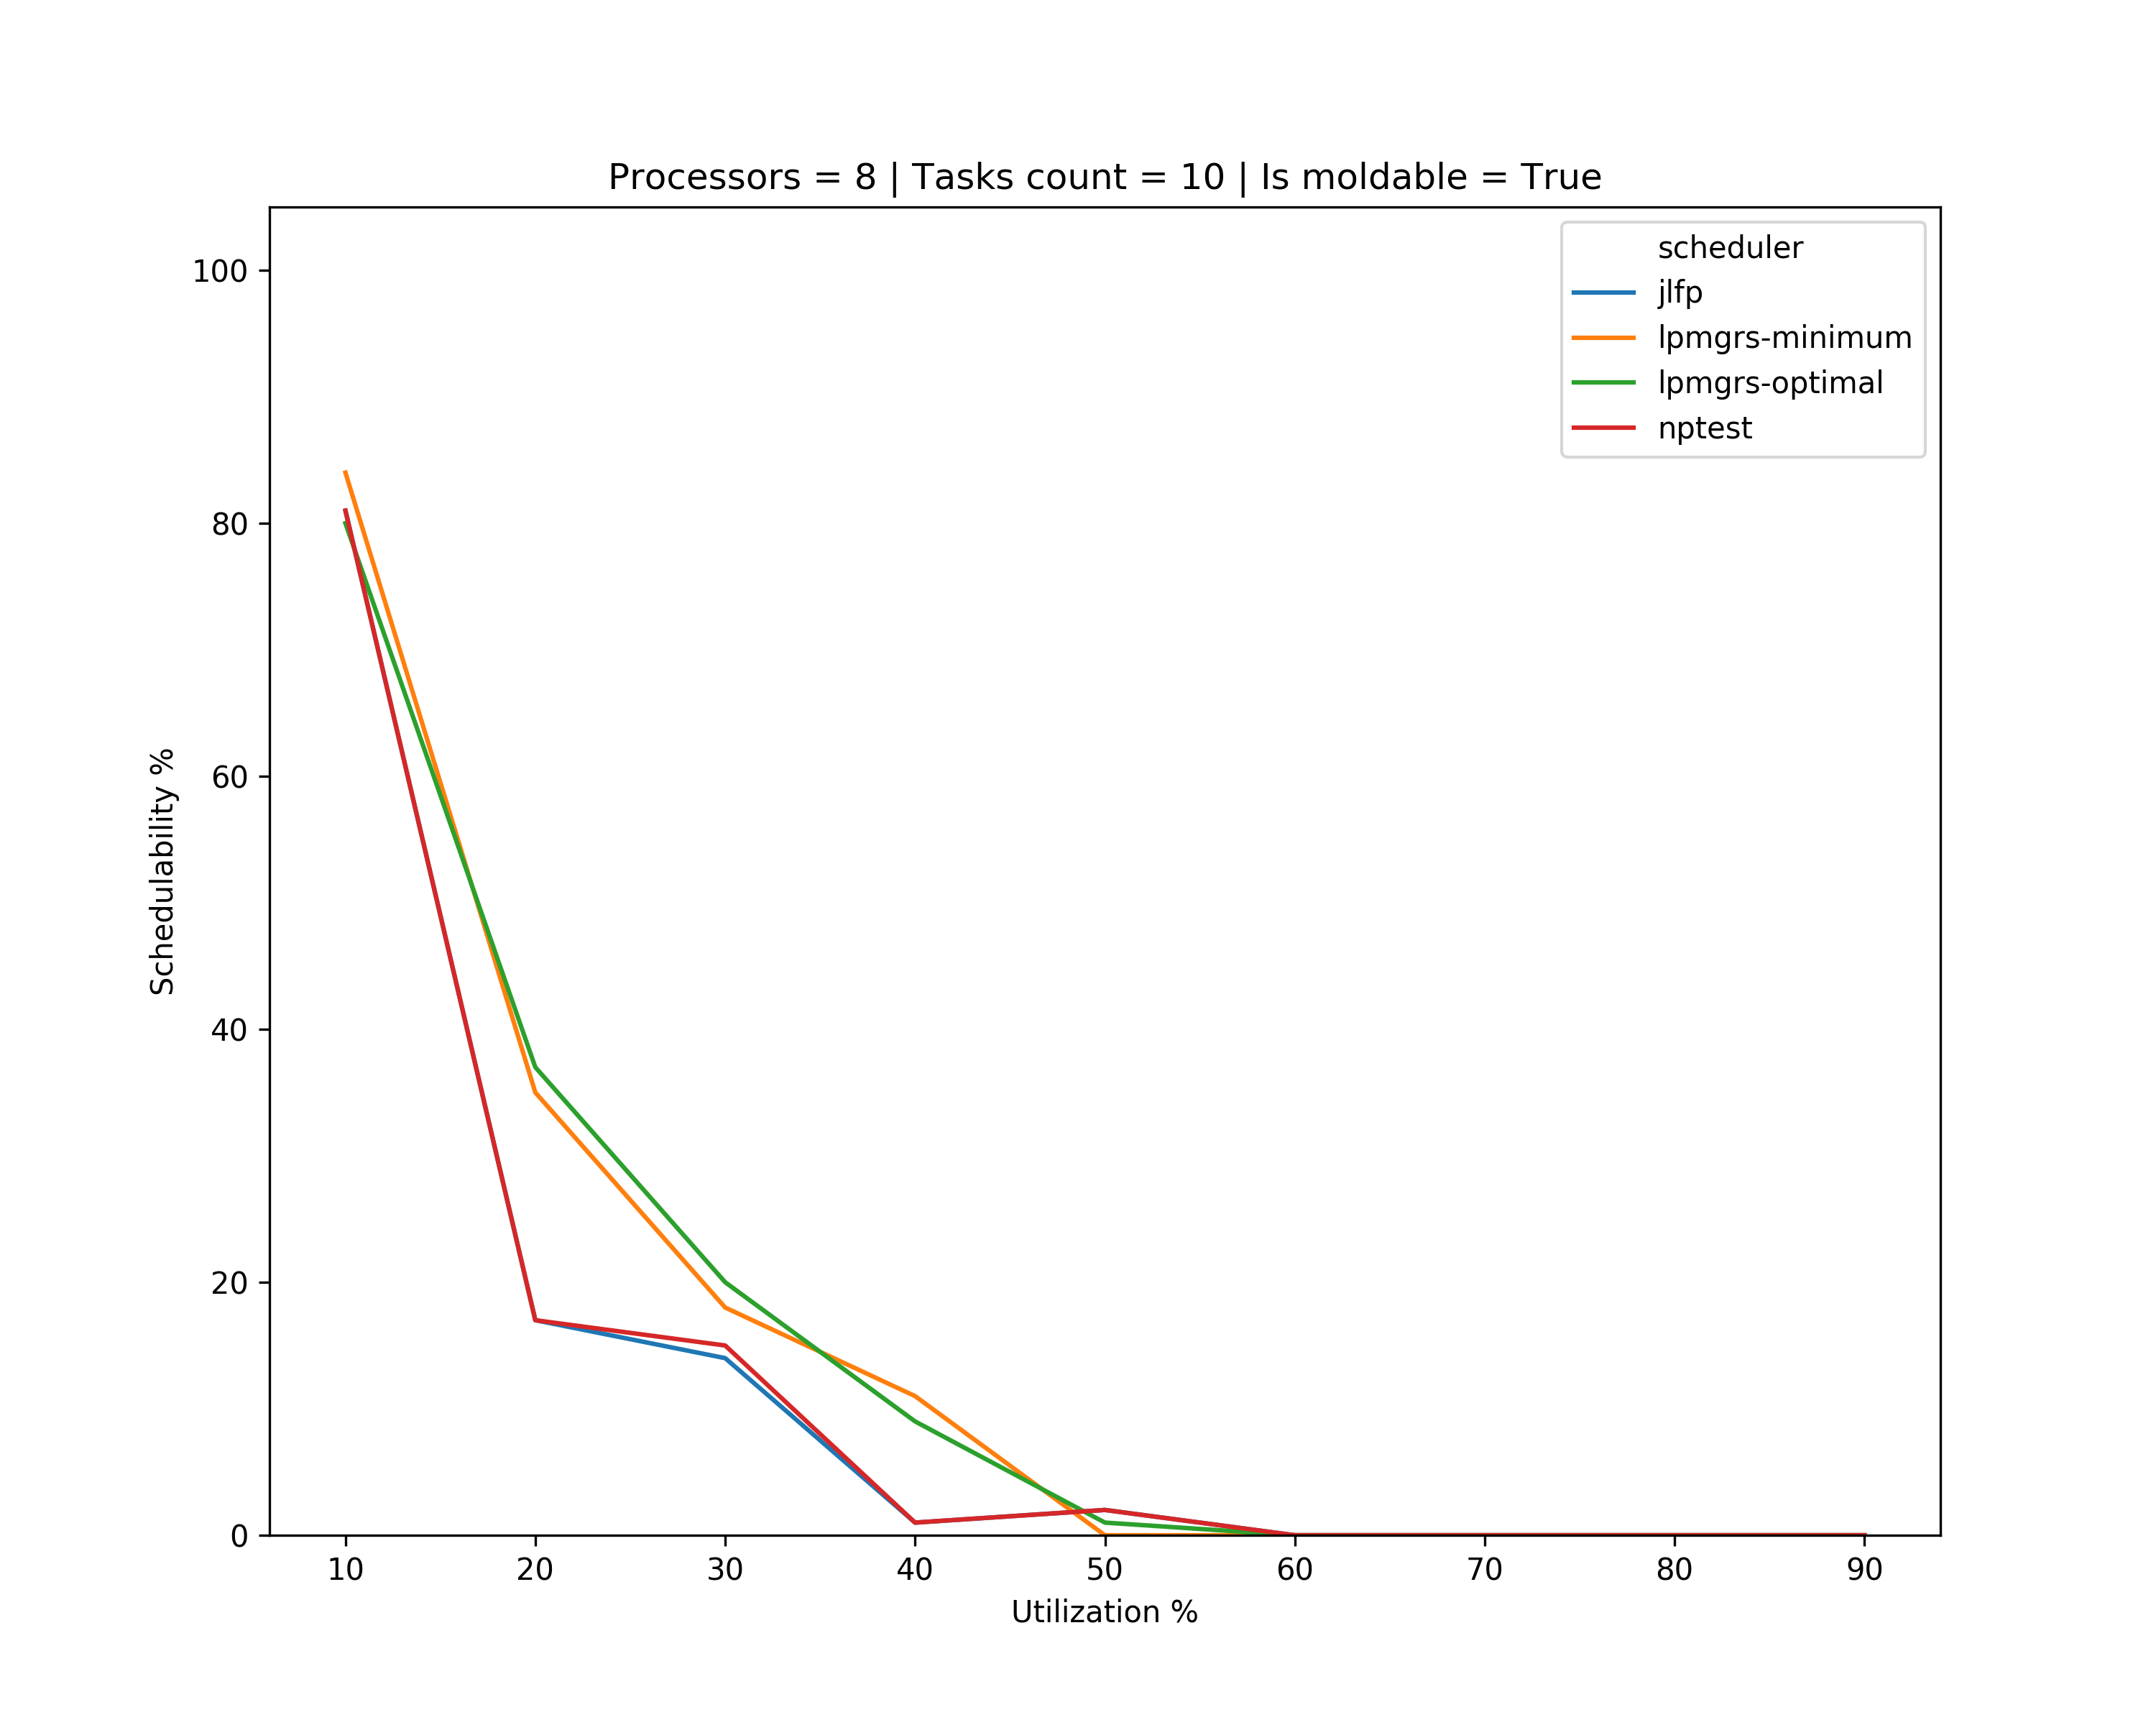 Processors = 8 | Tasks count = 10 | Is moldable = True
scheduler
jlfp
lpmgrs-minimum
lpmgrs-optimal
nptest
Schedulability %
100
80
60
40
20
0
10 20 30 40 50 60 70 80 90
Utilization %